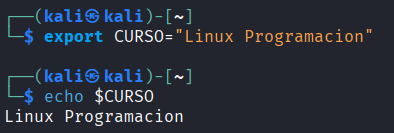 ┌──(kali㉿kali)-[~]
└─$ export CURSO="Linux Programacion"
┌──(kali㉿kali)-[~]
└─$ echo $CURSO
Linux Programacion